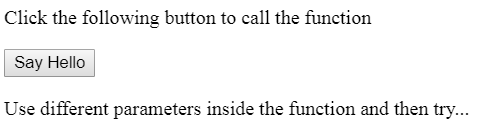 Click the following button to call the function
Say Hello
Use different parameters inside the function and then try...